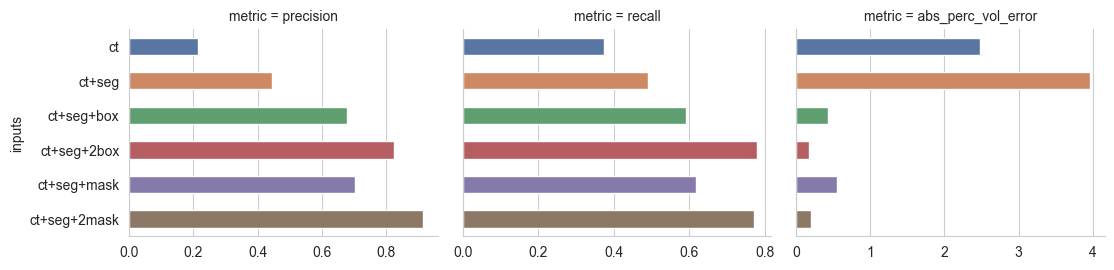 metric = precision
metric = recall
metric = abs_perc_vol_error
inputs
ct
ct+seg
ct+seg+box
ct+seg+2box
ct+seg+mask
ct+seg+2mask
0.0 0.2 0.4 0.6 0.8
0.0 0.2 0.4 0.6 0.8
0 1 2 3 4